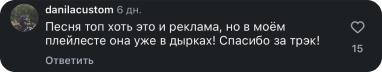 danilacustom 6 дн.
Песня топ хоть это и реклама, но в моём
плейлесте она уже в дырках! Спасибо за трэк!
15
Ответить